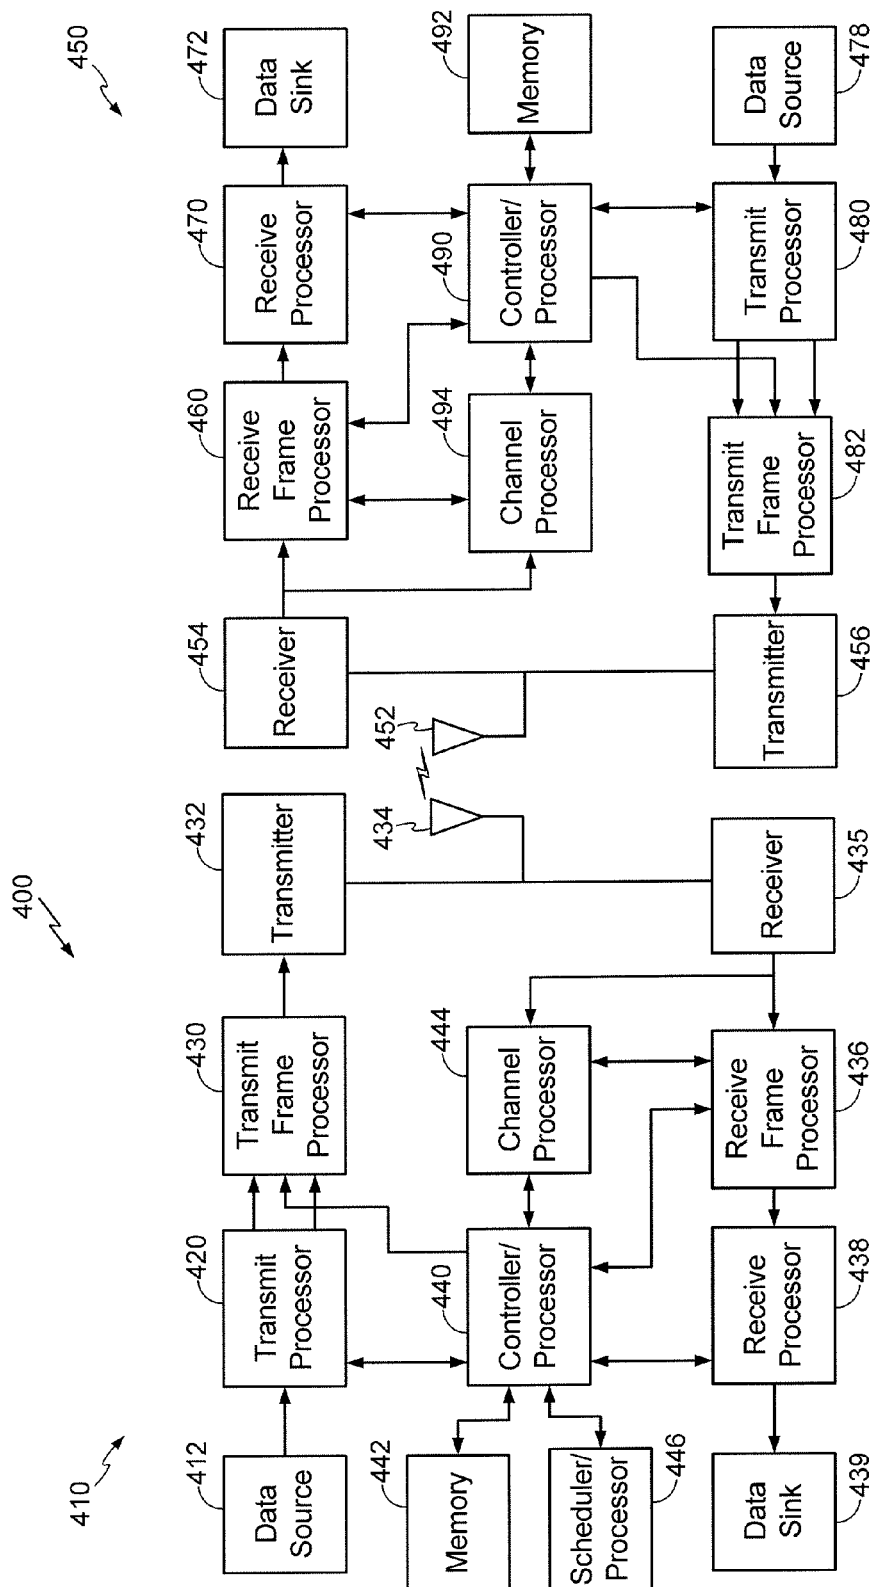 400
410
450
412
Data
Source
420
Transmit
Processor
430
Transmit
Frame
Processor
432
Transmitter
454
Receiver
460
Receive
Frame
Processor
470
Receive
Processor
472
Data
Sink
442
Memory
446
Scheduler/
Processor
440
Controller/
Processor
444
Channel
Processor
434
452
494
Channel
Processor
490
Controller/
Processor
492
Memory
Data
Sink
439
Receive
Processor
438
Receive
Frame
Processor
436
Receiver
435
Transmitter
456
Transmit
Frame
Processor
482
Transmit
Processor
480
Data
Source
478